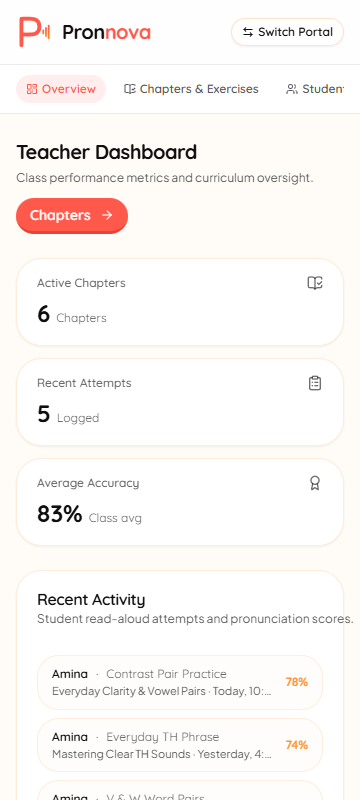 Pronnova
Switch Portal
Overview
Chapters & Exercises
Student
Teacher Dashboard
Class performance metrics and curriculum oversight.
Chapters →
Active Chapters
6 Chapters
Recent Attempts
5 Logged
Average Accuracy
83% Class avg
Recent Activity
Student read-aloud attempts and pronunciation scores.
Amina · Contrast Pair Practice
Everyday Clarity & Vowel Pairs · Today, 10:...
78%
Amina · Everyday TH Phrase
Mastering Clear TH Sounds · Yesterday, 4:...
74%
Amina · V & W Word Pairs